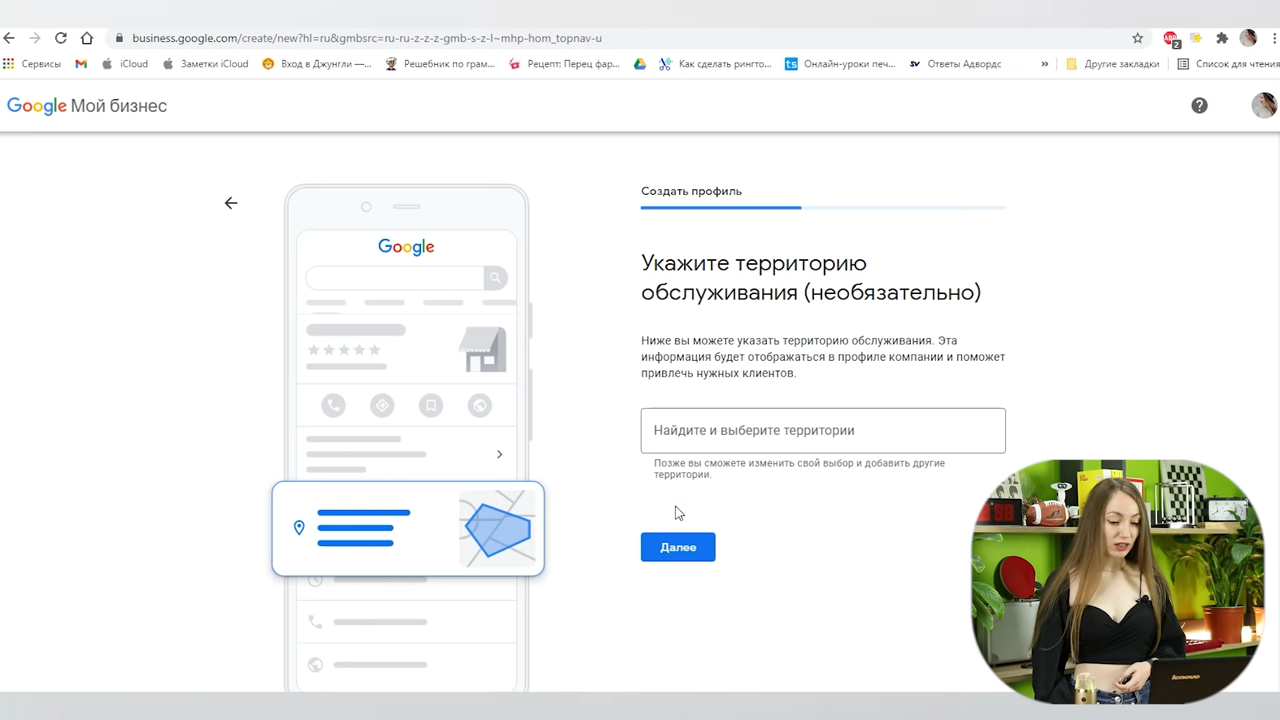 business.google.com/create/new?hl=ru&gmbsrc=ru-ru-z-z-z-gmb-s-z-l~mhp-hom_topnav-u
2
Сервисы iCloud Заметки iCloud Вход в Джунгли —... Решебник по грам... Рецепт: Перец фар... Как сделать рингто... ts Онлайн-уроки печ... sv Ответы Адвордс » Другие закладки Список для чтения
Google Мой бизнес
Создать профиль
Google
Укажите территорию
обслуживания (необязательно)
Ниже вы можете указать территорию обслуживания. Эта
информация будет отображаться в профиле компании и поможет
привлечь нужных клиентов.
Найдите и выберите территории
Позже вы сможете изменить свой выбор и добавить другие
территории.
Далее
lenovo